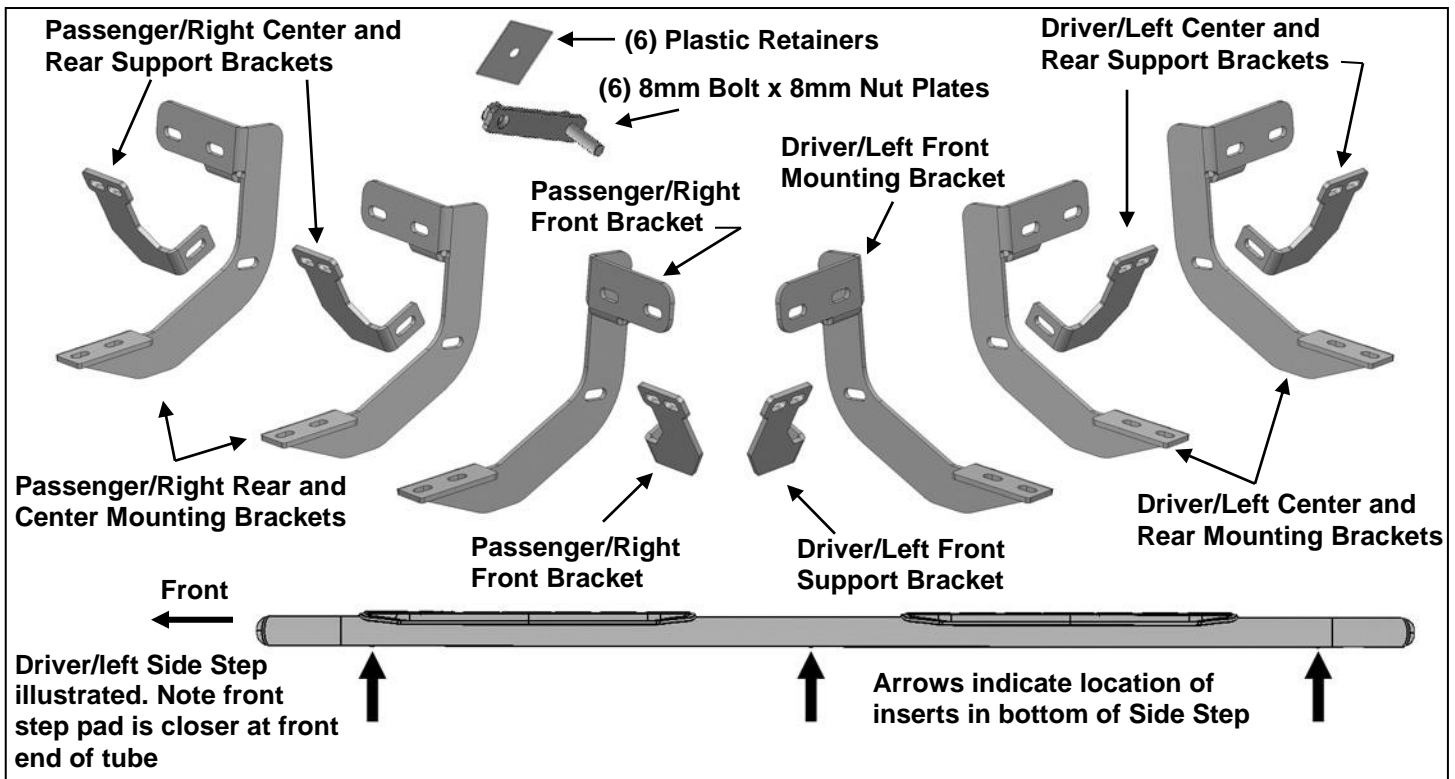 Passenger/Right Center and
Rear Support Brackets
(6) Plastic Retainers
(6) 8mm Bolt x 8mm Nut Plates
Driver/Left Center and
Rear Support Brackets
Driver/Left Front
Mounting Bracket
Passenger/Right
Front Bracket
Passenger/Right Rear and
Center Mounting Brackets
Passenger/Right
Front Bracket
Driver/Left Front
Support Bracket
Driver/Left Center and
Rear Mounting Brackets
Front
Driver/left Side Step
illustrated. Note front
step pad is closer at front
end of tube
Arrows indicate location of
inserts in bottom of Side Step